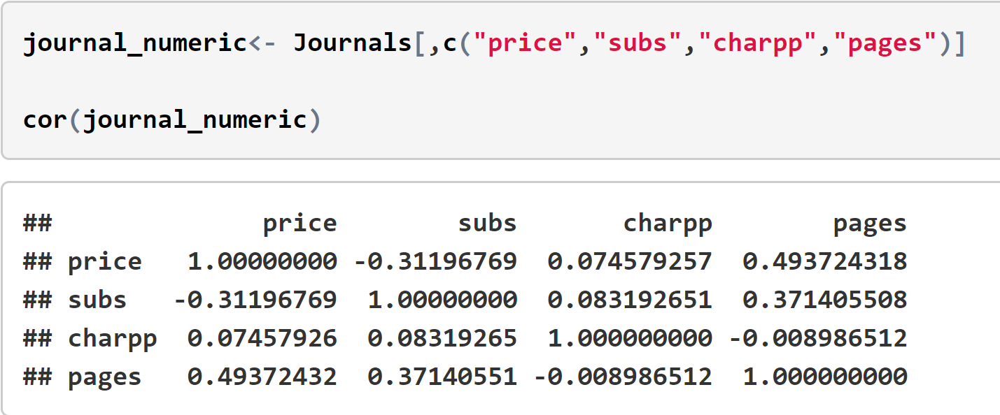 journal_numeric<- Journals[,c("price","subs","charpp","pages")]
cor(journal_numeric)
##              price        subs       charpp        pages
## price   1.00000000 -0.31196769  0.074579257  0.493724318
## subs   -0.31196769  1.00000000  0.083192651  0.371405508
## charpp  0.07457926  0.08319265  1.000000000 -0.008986512
## pages   0.49372432  0.37140551 -0.008986512  1.000000000